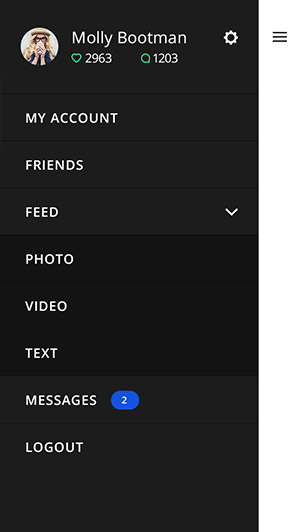 Molly Bootman
2963 1203
MY ACCOUNT
FRIENDS
FEED
PHOTO
VIDEO
TEXT
MESSAGES 2
LOGOUT